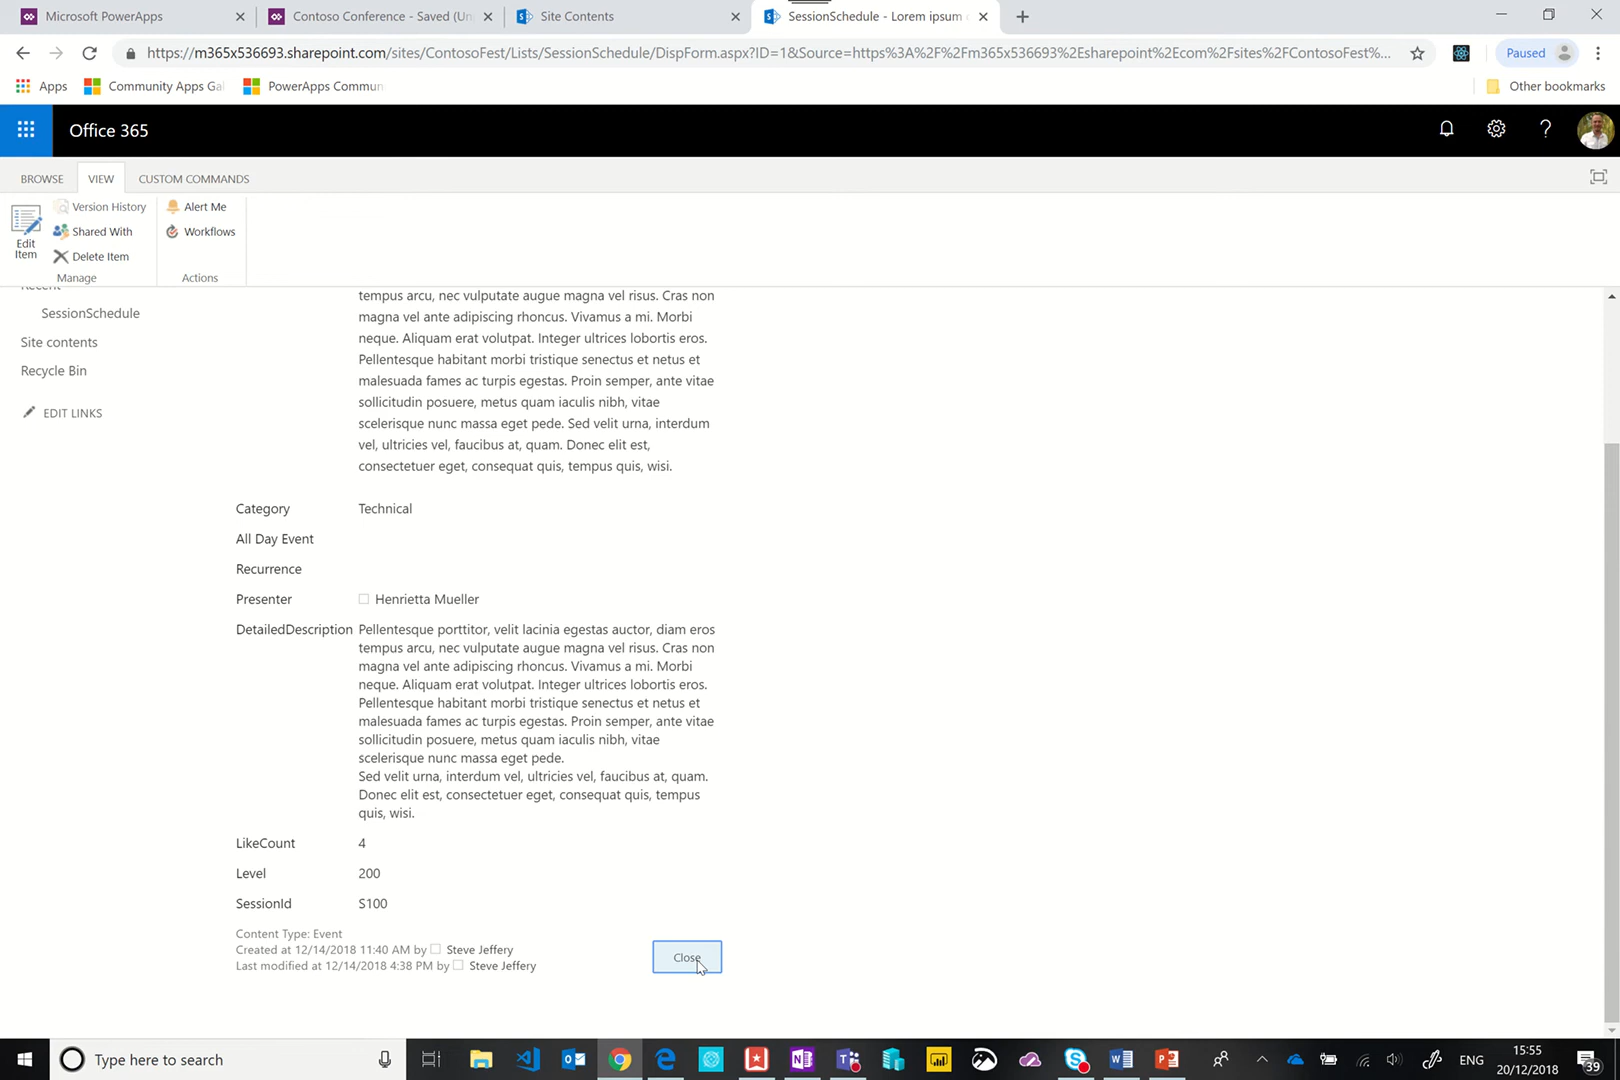 Microsoft PowerApps
Contoso Conference - Saved (Un
Site Contents
SessionSchedule - Lorem ipsum
https://m365x536693.sharepoint.com/sites/ContosoFest/Lists/SessionSchedule/DispForm.aspx?ID=1&Source=https%3A%2F%2Fm365x536693%2Esharepoint%2Ecom%2Fsites%2FContosoFest%...
Paused
Apps
Community Apps Ga
PowerApps Commun
Other bookmarks
Office 365
BROWSE
VIEW
CUSTOM COMMANDS
Edit
Item
Version History
Shared With
Delete Item
Manage
Alert Me
Workflows
Actions
Recent
SessionSchedule
Site contents
Recycle Bin
EDIT LINKS
tempus arcu, nec vulputate augue magna vel risus. Cras non
magna vel ante adipiscing rhoncus. Vivamus a mi. Morbi
neque. Aliquam erat volutpat. Integer ultrices lobortis eros.
Pellentesque habitant morbi tristique senectus et netus et
malesuada fames ac turpis egestas. Proin semper, ante vitae
sollicitudin posuere, metus quam iaculis nibh, vitae
scelerisque nunc massa eget pede. Sed velit urna, interdum
vel, ultricies vel, faucibus at, quam. Donec elit est,
consectetuer eget, consequat quis, tempus quis, wisi.
Category Technical
All Day Event
Recurrence
Presenter Henrietta Mueller
DetailedDescription Pellentesque porttitor, velit lacinia egestas auctor, diam eros
tempus arcu, nec vulputate augue magna vel risus. Cras non
magna vel ante adipiscing rhoncus. Vivamus a mi. Morbi
neque. Aliquam erat volutpat. Integer ultrices lobortis eros.
Pellentesque habitant morbi tristique senectus et netus et
malesuada fames ac turpis egestas. Proin semper, ante vitae
sollicitudin posuere, metus quam iaculis nibh, vitae
scelerisque nunc massa eget pede.
Sed velit urna, interdum vel, ultricies vel, faucibus at, quam.
Donec elit est, consectetuer eget, consequat quis, tempus
quis, wisi.
LikeCount 4
Level 200
SessionId S100
Content Type: Event
Created at 12/14/2018 11:40 AM by Steve Jeffery
Last modified at 12/14/2018 4:38 PM by Steve Jeffery
Close
Type here to search
ENG
15:55
20/12/2018
39